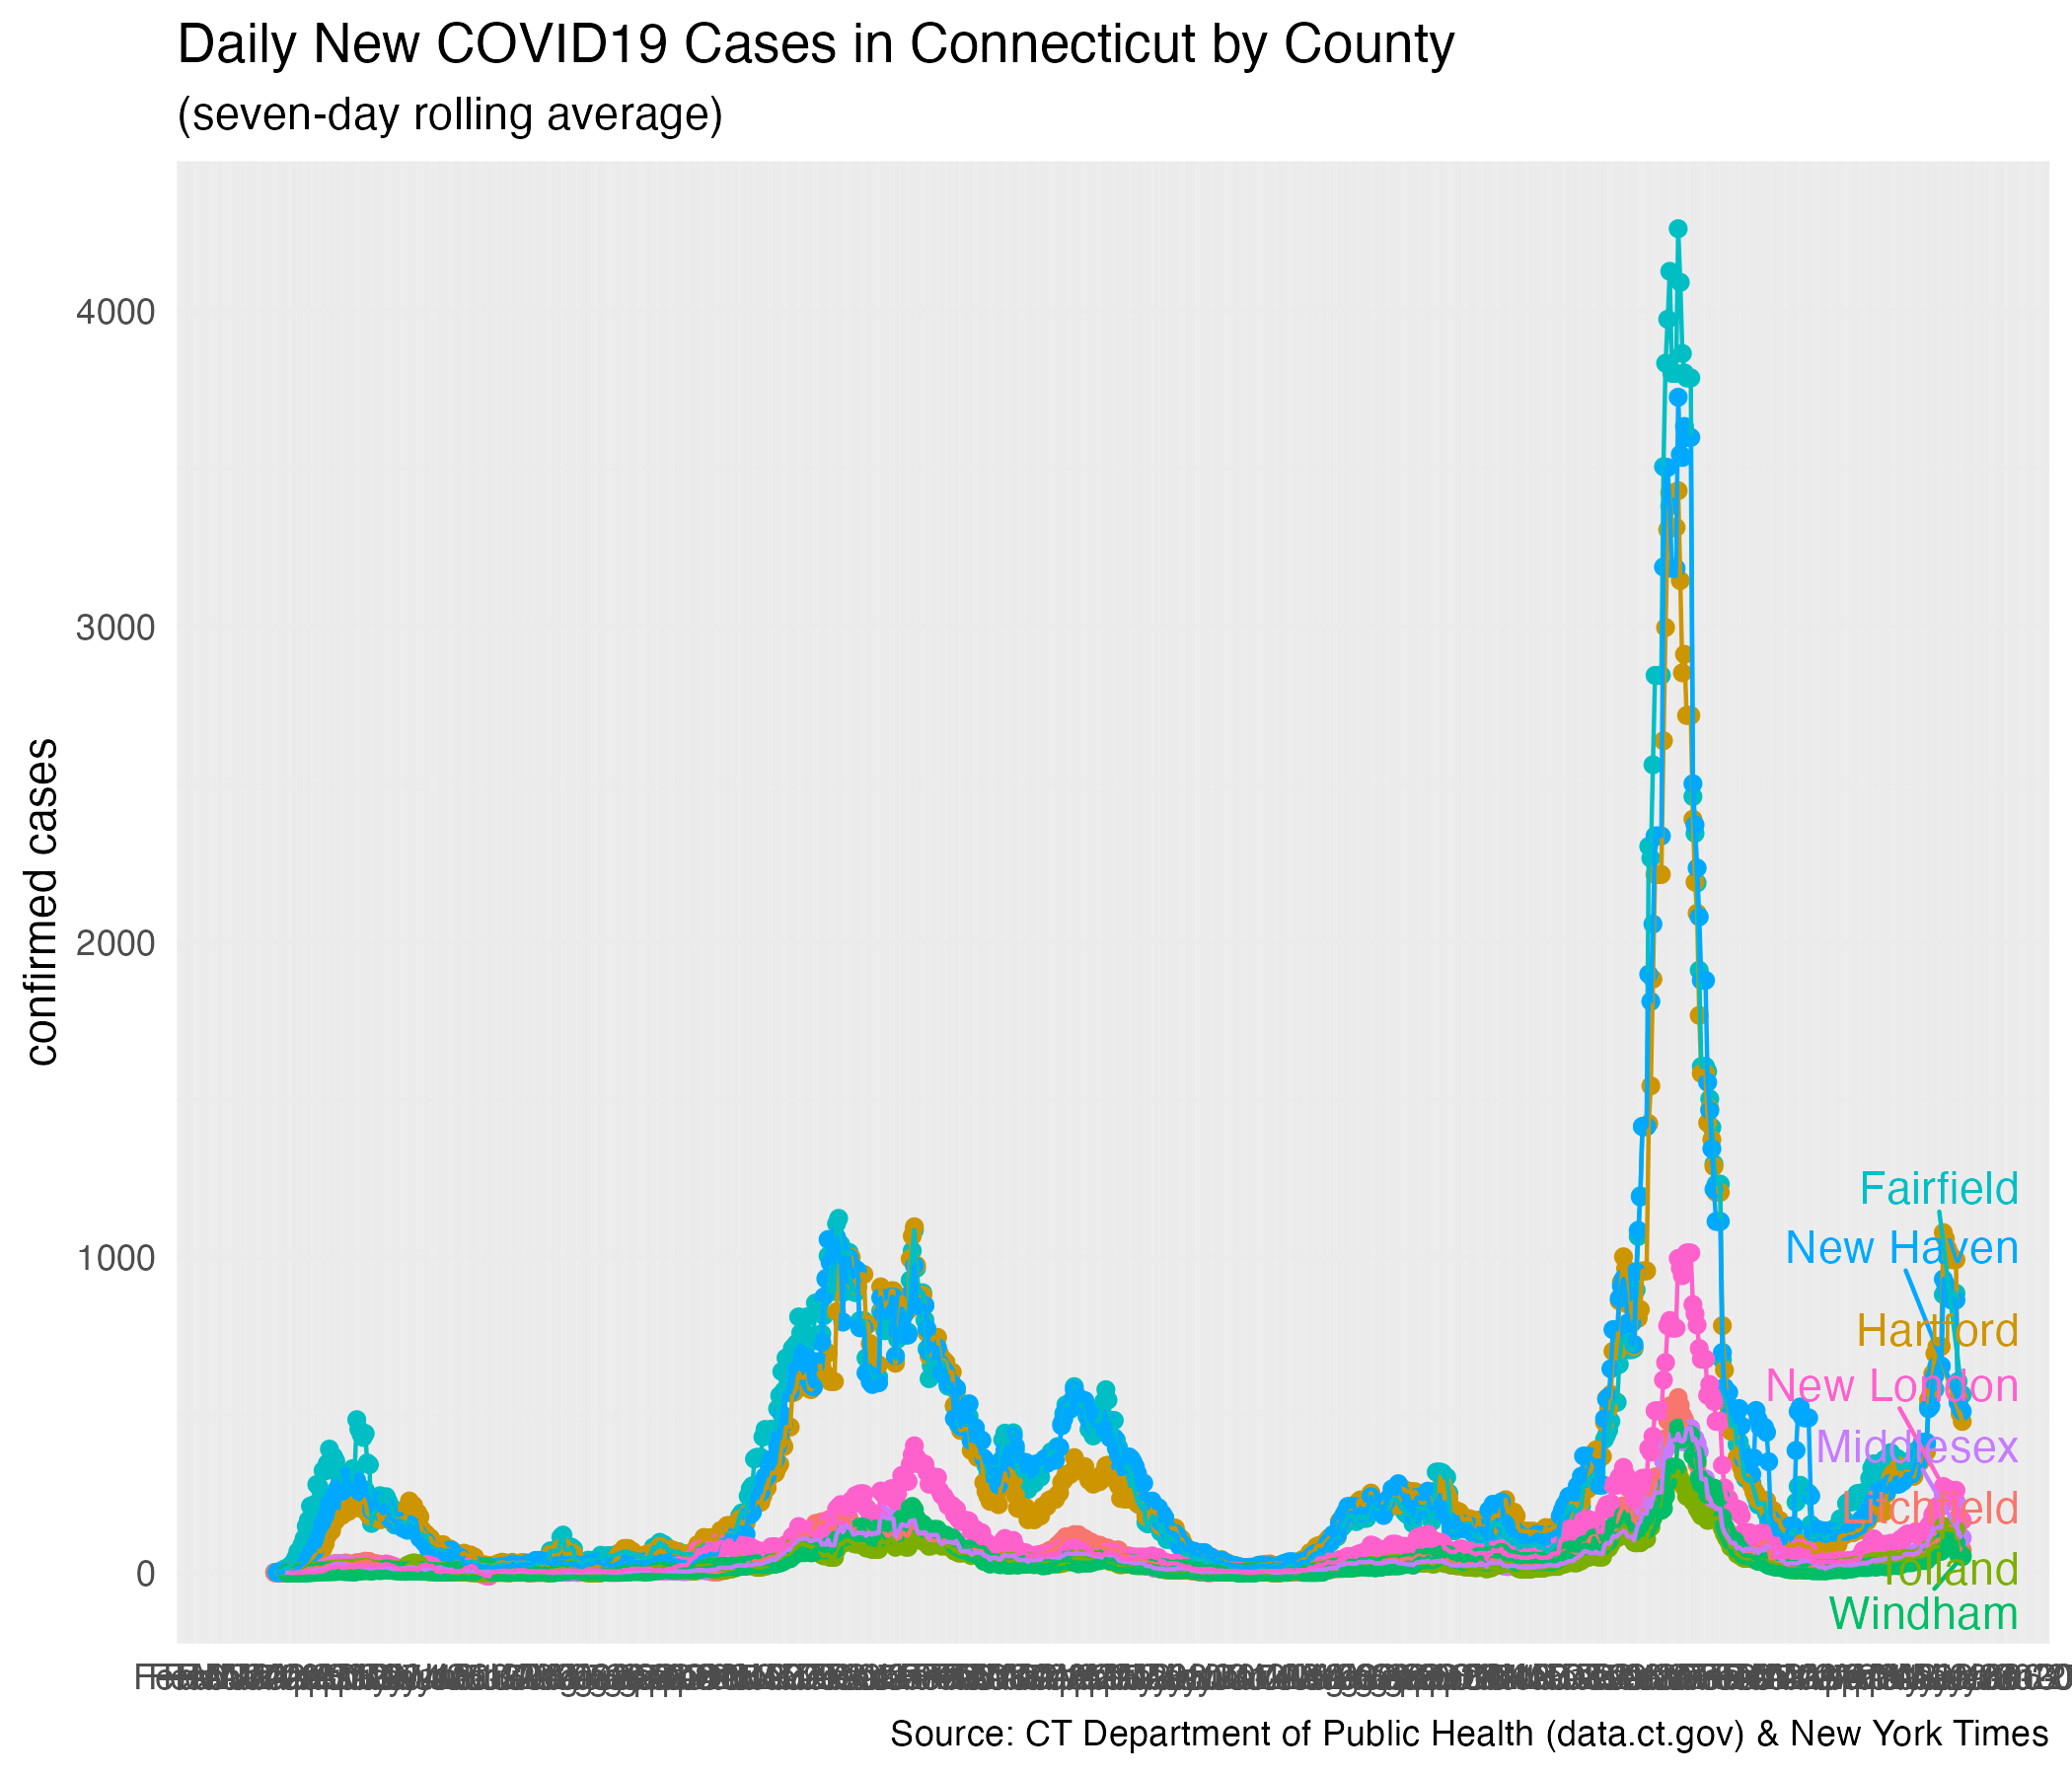 Daily New COVID19 Cases in Connecticut by County
(seven-day rolling average)
confirmed cases
4000
3000
2000
1000
0
Fairfield
New Haven
Hartford
New London
Middlesex
Litchfield
Tolland
Windham
Source: CT Department of Public Health (data.ct.gov) & New York Times